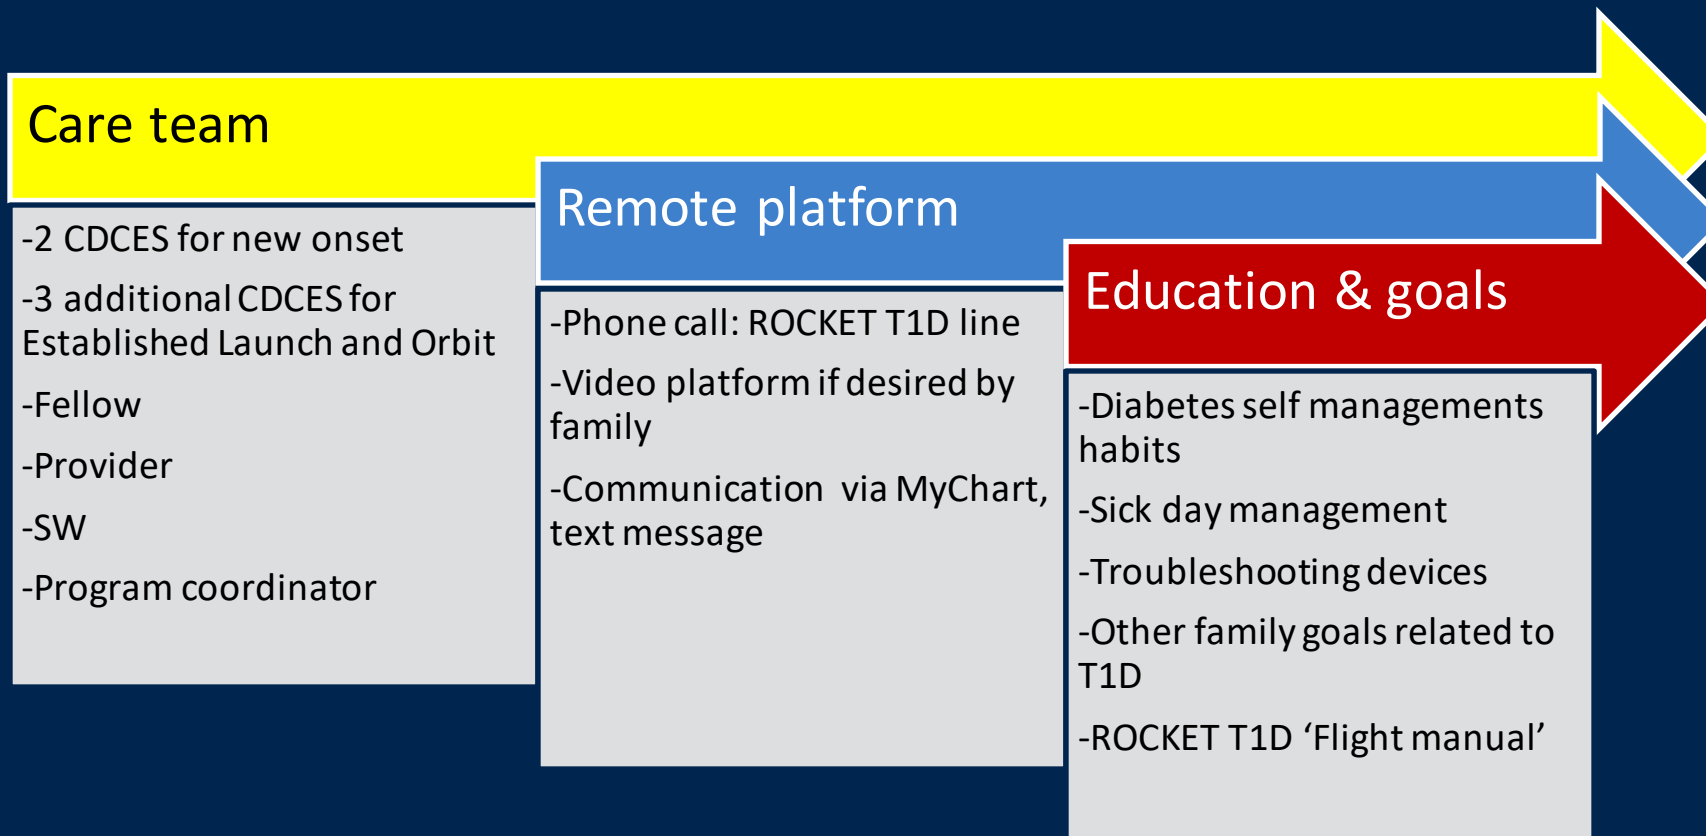 Care team
-2 CDCES for new onset
-3 additional CDCES for
Established Launch and Orbit
-Fellow
-Provider
-SW
-Program coordinator
Remote platform
-Phone call: ROCKET T1D line
-Video platform if desired by
family
-Communication via MyChart,
text message
Education & goals
-Diabetes self managements
habits
-Sick day management
-Troubleshooting devices
-Other family goals related to
T1D
-ROCKET T1D ‘Flight manual’